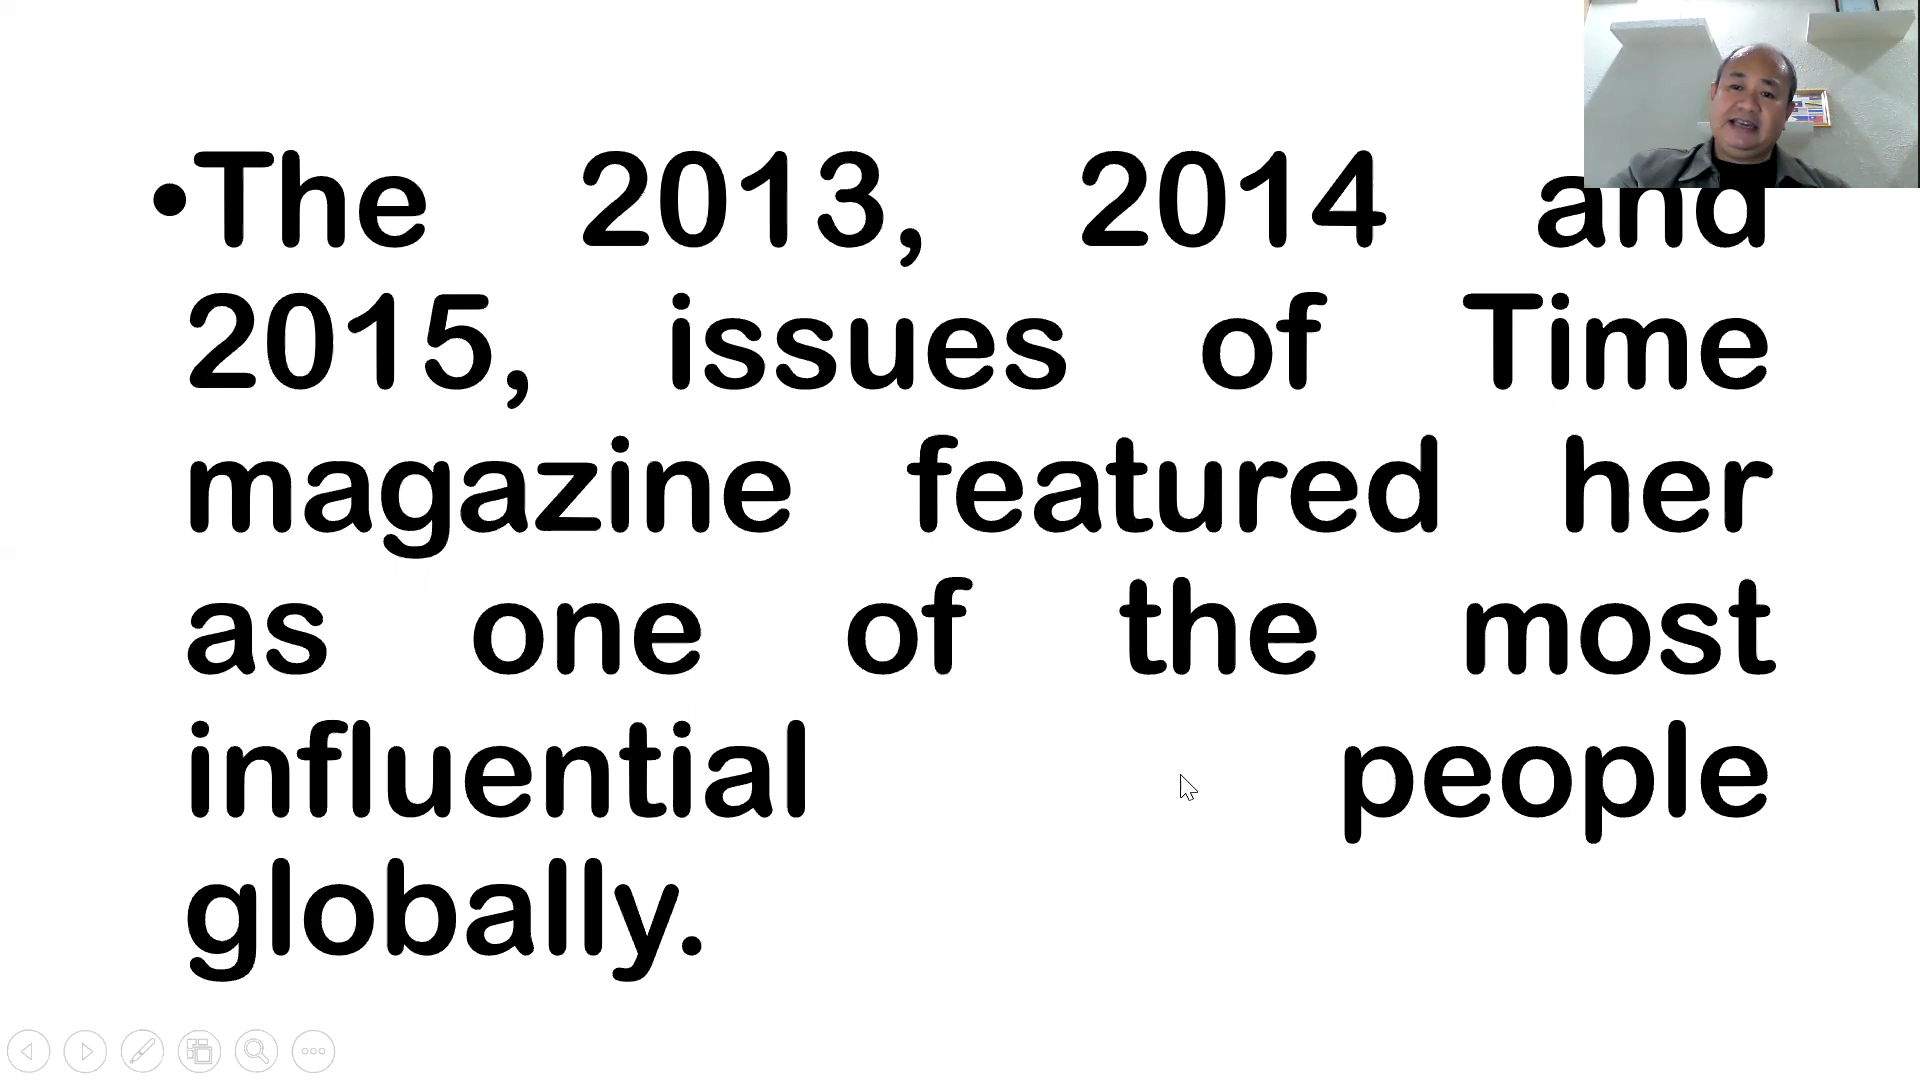 •The 2013, 2014 and
2015, issues of Time
magazine featured her
as one of the most
influential people
globally.